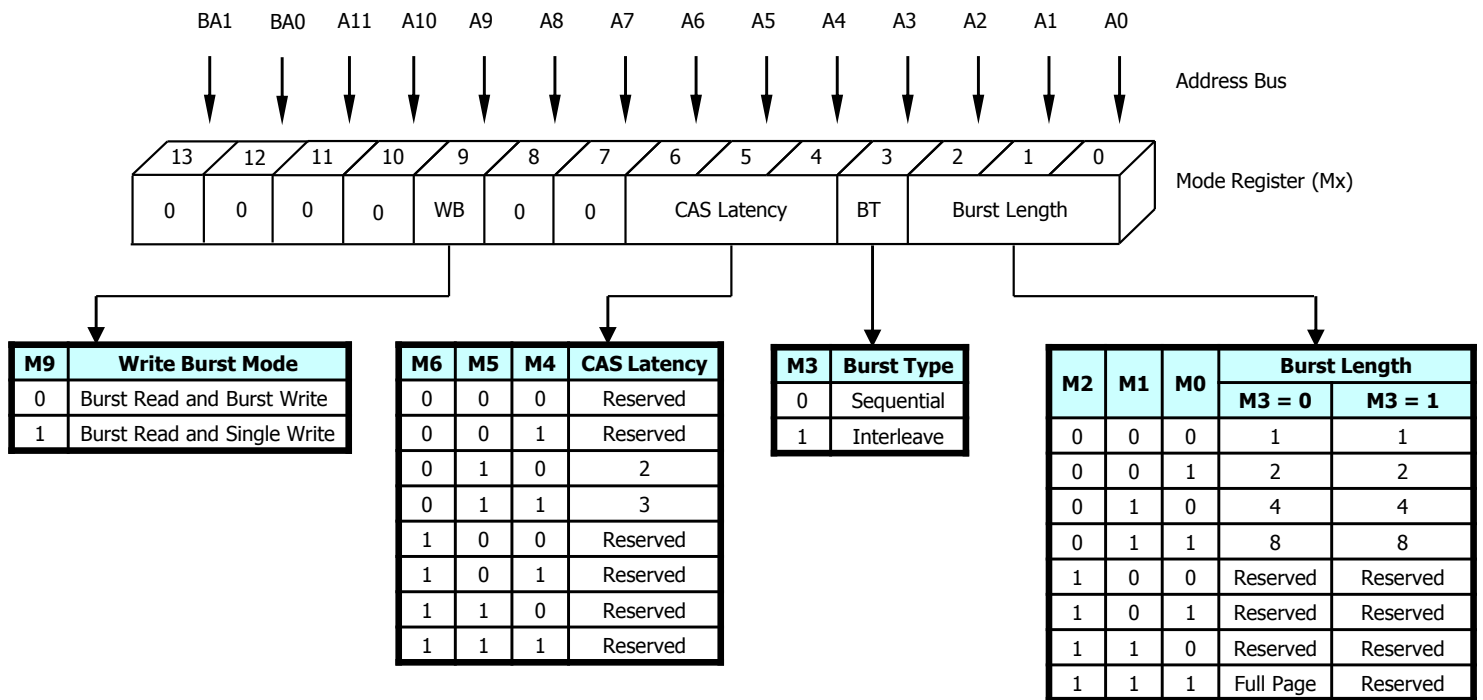 BA1 BA0 A11 A10 A9 A8 A7 A6 A5 A4 A3 A2 A1 A0
Address Bus
13 12 11 10 9 8 7 6 5 4 3 2 1 0
Mode Register (Mx)
0 0 0 0 WB 0 0 CAS Latency BT Burst Length
M9 Write Burst Mode
0 Burst Read and Burst Write
1 Burst Read and Single Write
M6 M5 M4 CAS Latency
0 0 0 Reserved
0 0 1 Reserved
0 1 0 2
0 1 1 3
1 0 0 Reserved
1 0 1 Reserved
1 1 0 Reserved
1 1 1 Reserved
M3 Burst Type
0 Sequential
1 Interleave
M2 M1 M0 Burst Length
M3 = 0 M3 = 1
0 0 0 1 1
0 0 1 2 2
0 1 0 4 4
0 1 1 8 8
1 0 0 Reserved Reserved
1 0 1 Reserved Reserved
1 1 0 Reserved Reserved
1 1 1 Full Page Reserved